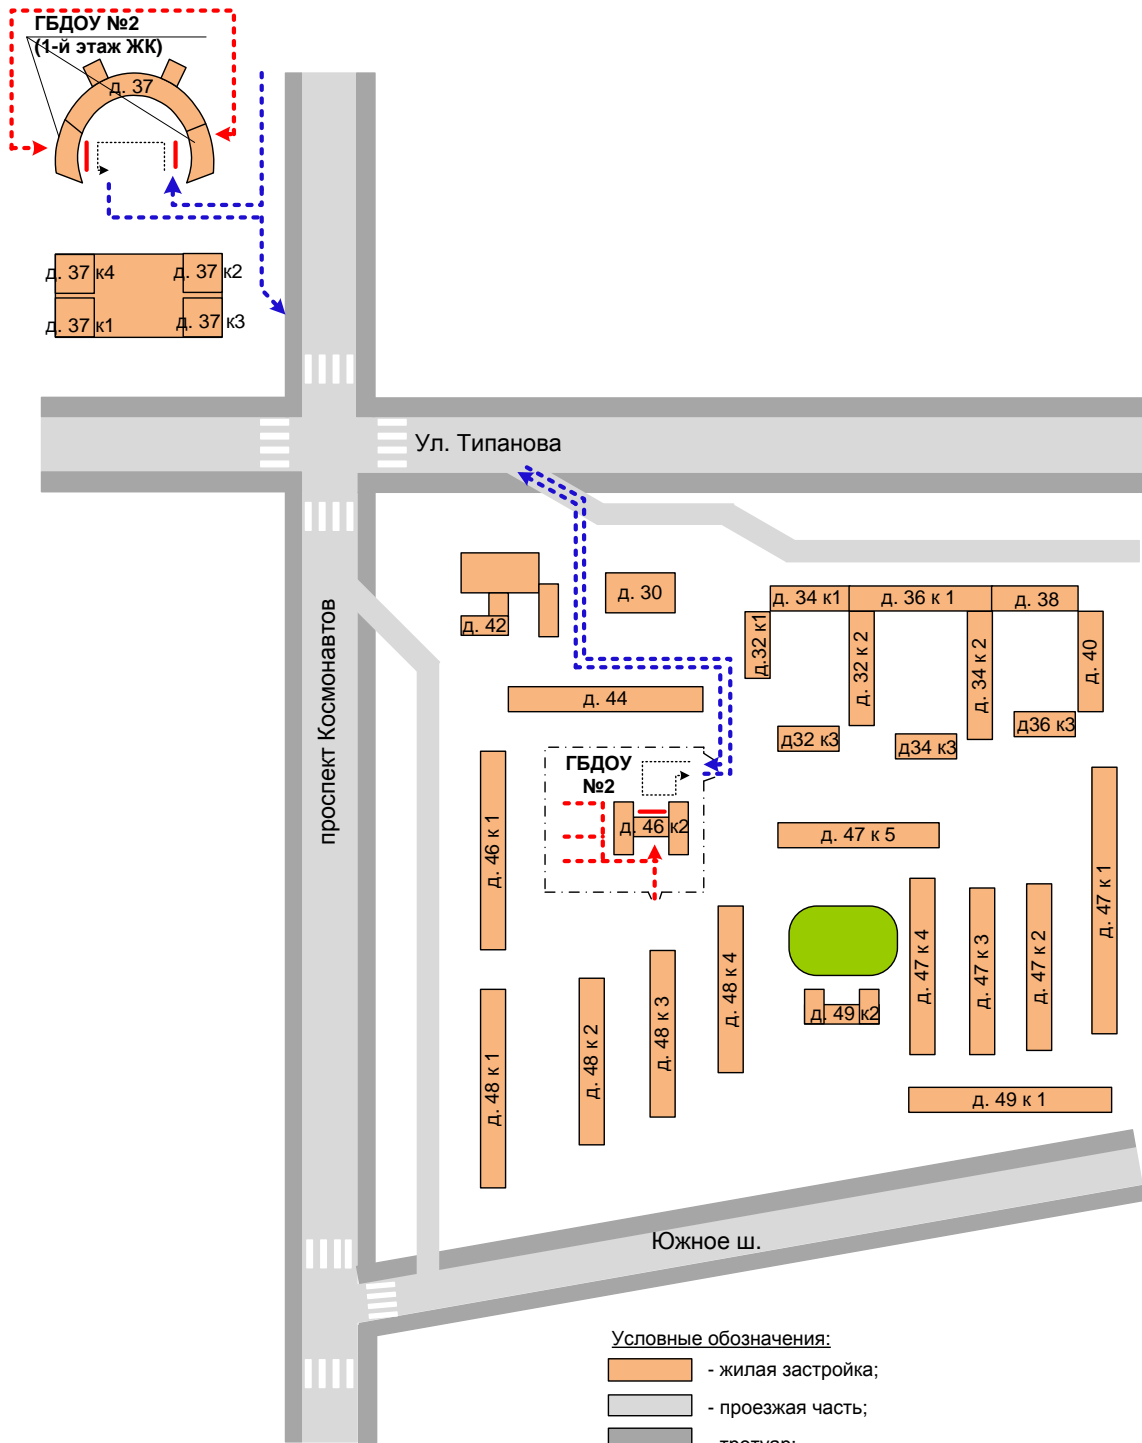 ГБДОУ №2
(1-й этаж ЖК)
д. 37
д. 37 к4
д. 37 к2
д. 37 к1
д. 37 к3
Ул. Типанова
проспект Космонавтов
д. 30
д. 42
д. 44
д. 34 к1
д. 36 к 1
д. 38
д.32 к1
д. 32 к 2
д. 34 к 2
д. 40
д32 к3
д34 к3
д36 к3
ГБДОУ
№2
д. 46 к2
д. 46 к 1
д. 47 к 5
д. 47 к 1
д. 47 к 4
д. 47 к 3
д. 47 к 2
д. 48 к 4
д. 48 к 3
д. 48 к 2
д. 48 к 1
д. 49 к2
д. 49 к 1
Южное ш.
Условные обозначения:
- жилая застройка;
- проезжая часть;
- тротуар;